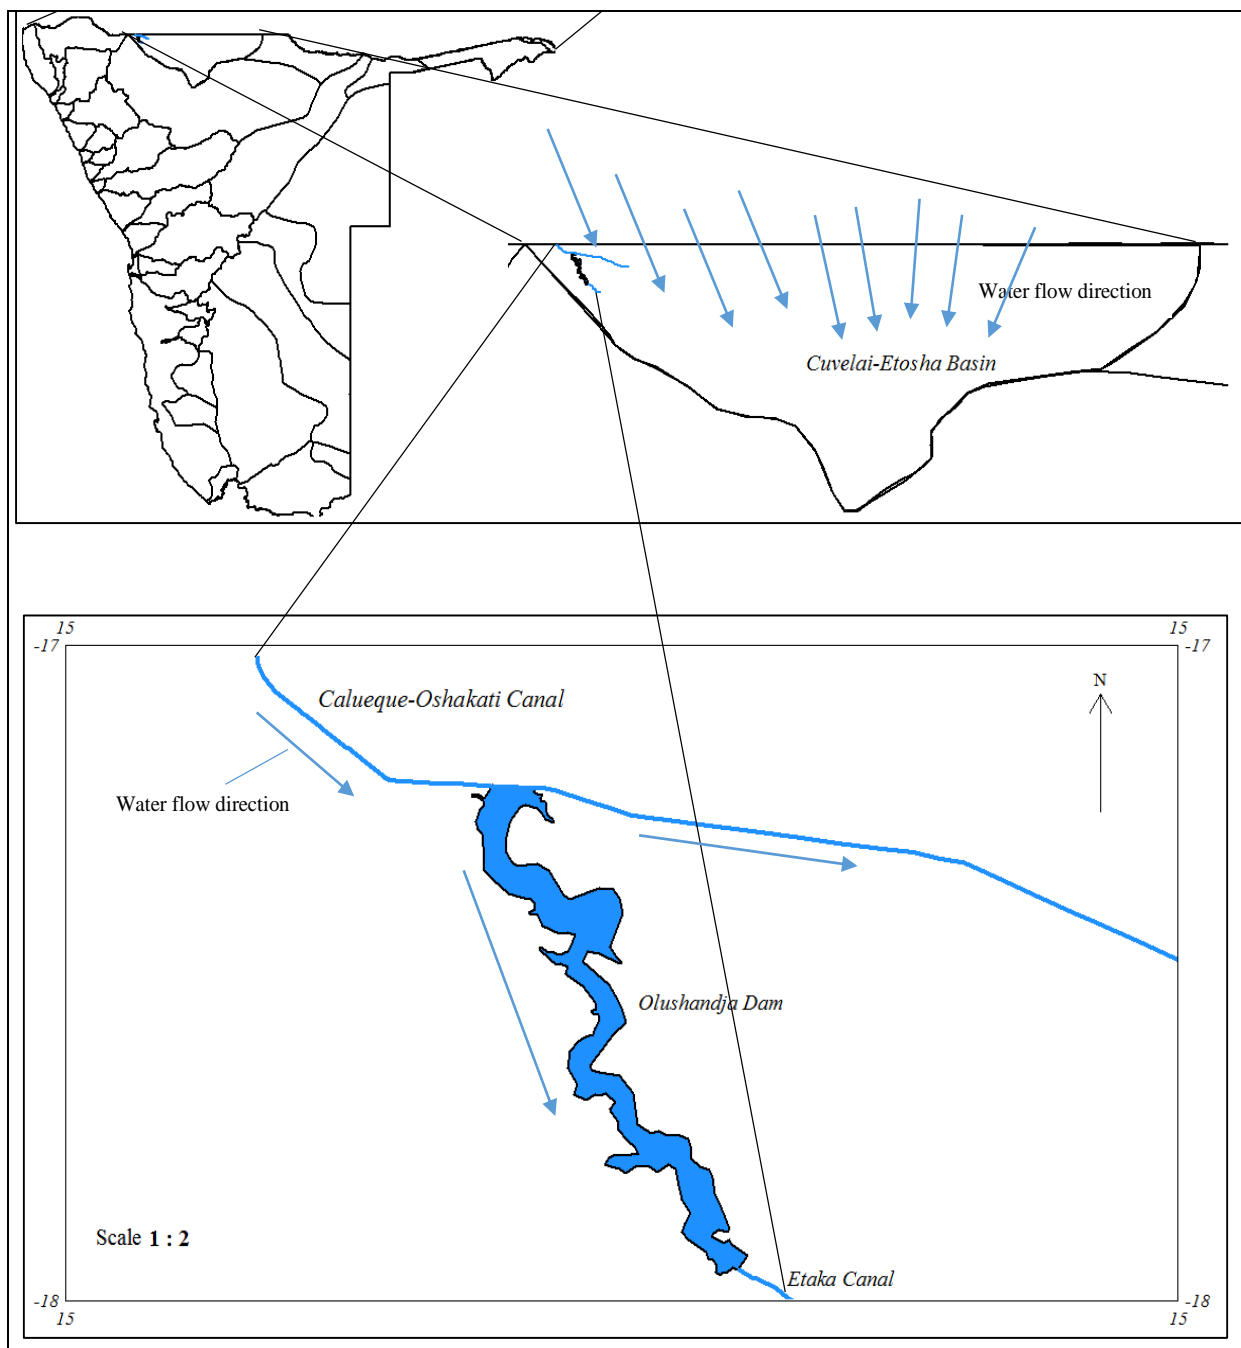 Water flow direction
Cuvelai-Etosha Basin
15
15
-17
-17
Calueque-Oshakati Canal
N
Water flow direction
Olushandja Dam
Scale 1 : 2
Etaka Canal
-18
-18
15
15